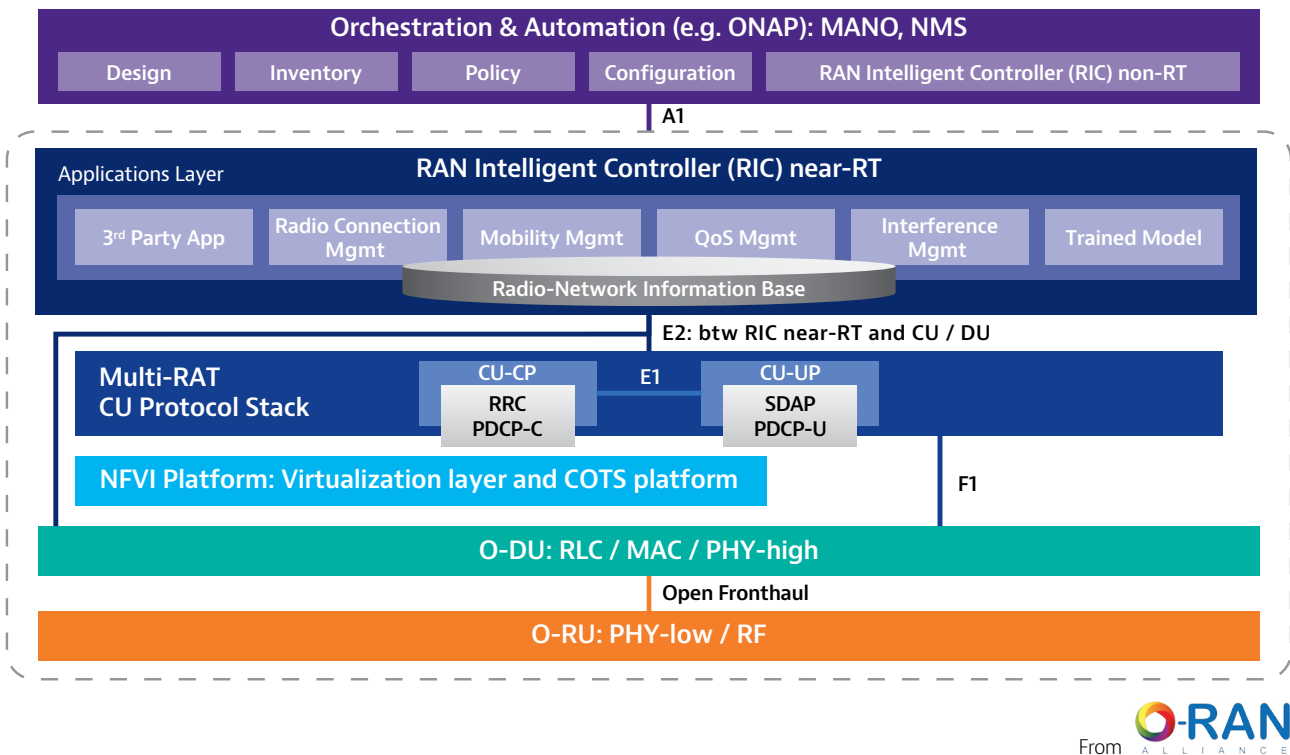 Orchestration & Automation (e.g. ONAP): MANO, NMS
Design
Inventory
Policy
Configuration
RAN Intelligent Controller (RIC) non-RT
A1
Applications Layer
RAN Intelligent Controller (RIC) near-RT
3rd Party App
Radio Connection
Mgmt
Mobility Mgmt
QoS Mgmt
Interference
Mgmt
Trained Model
Radio-Network Information Base
E2: btw RIC near-RT and CU / DU
Multi-RAT
CU Protocol Stack
CU-CP
RRC
PDCP-C
E1
CU-UP
SDAP
PDCP-U
NFVI Platform: Virtualization layer and COTS platform
F1
O-DU: RLC / MAC / PHY-high
Open Fronthaul
O-RU: PHY-low / RF
From
O-RAN
ALLIANCE